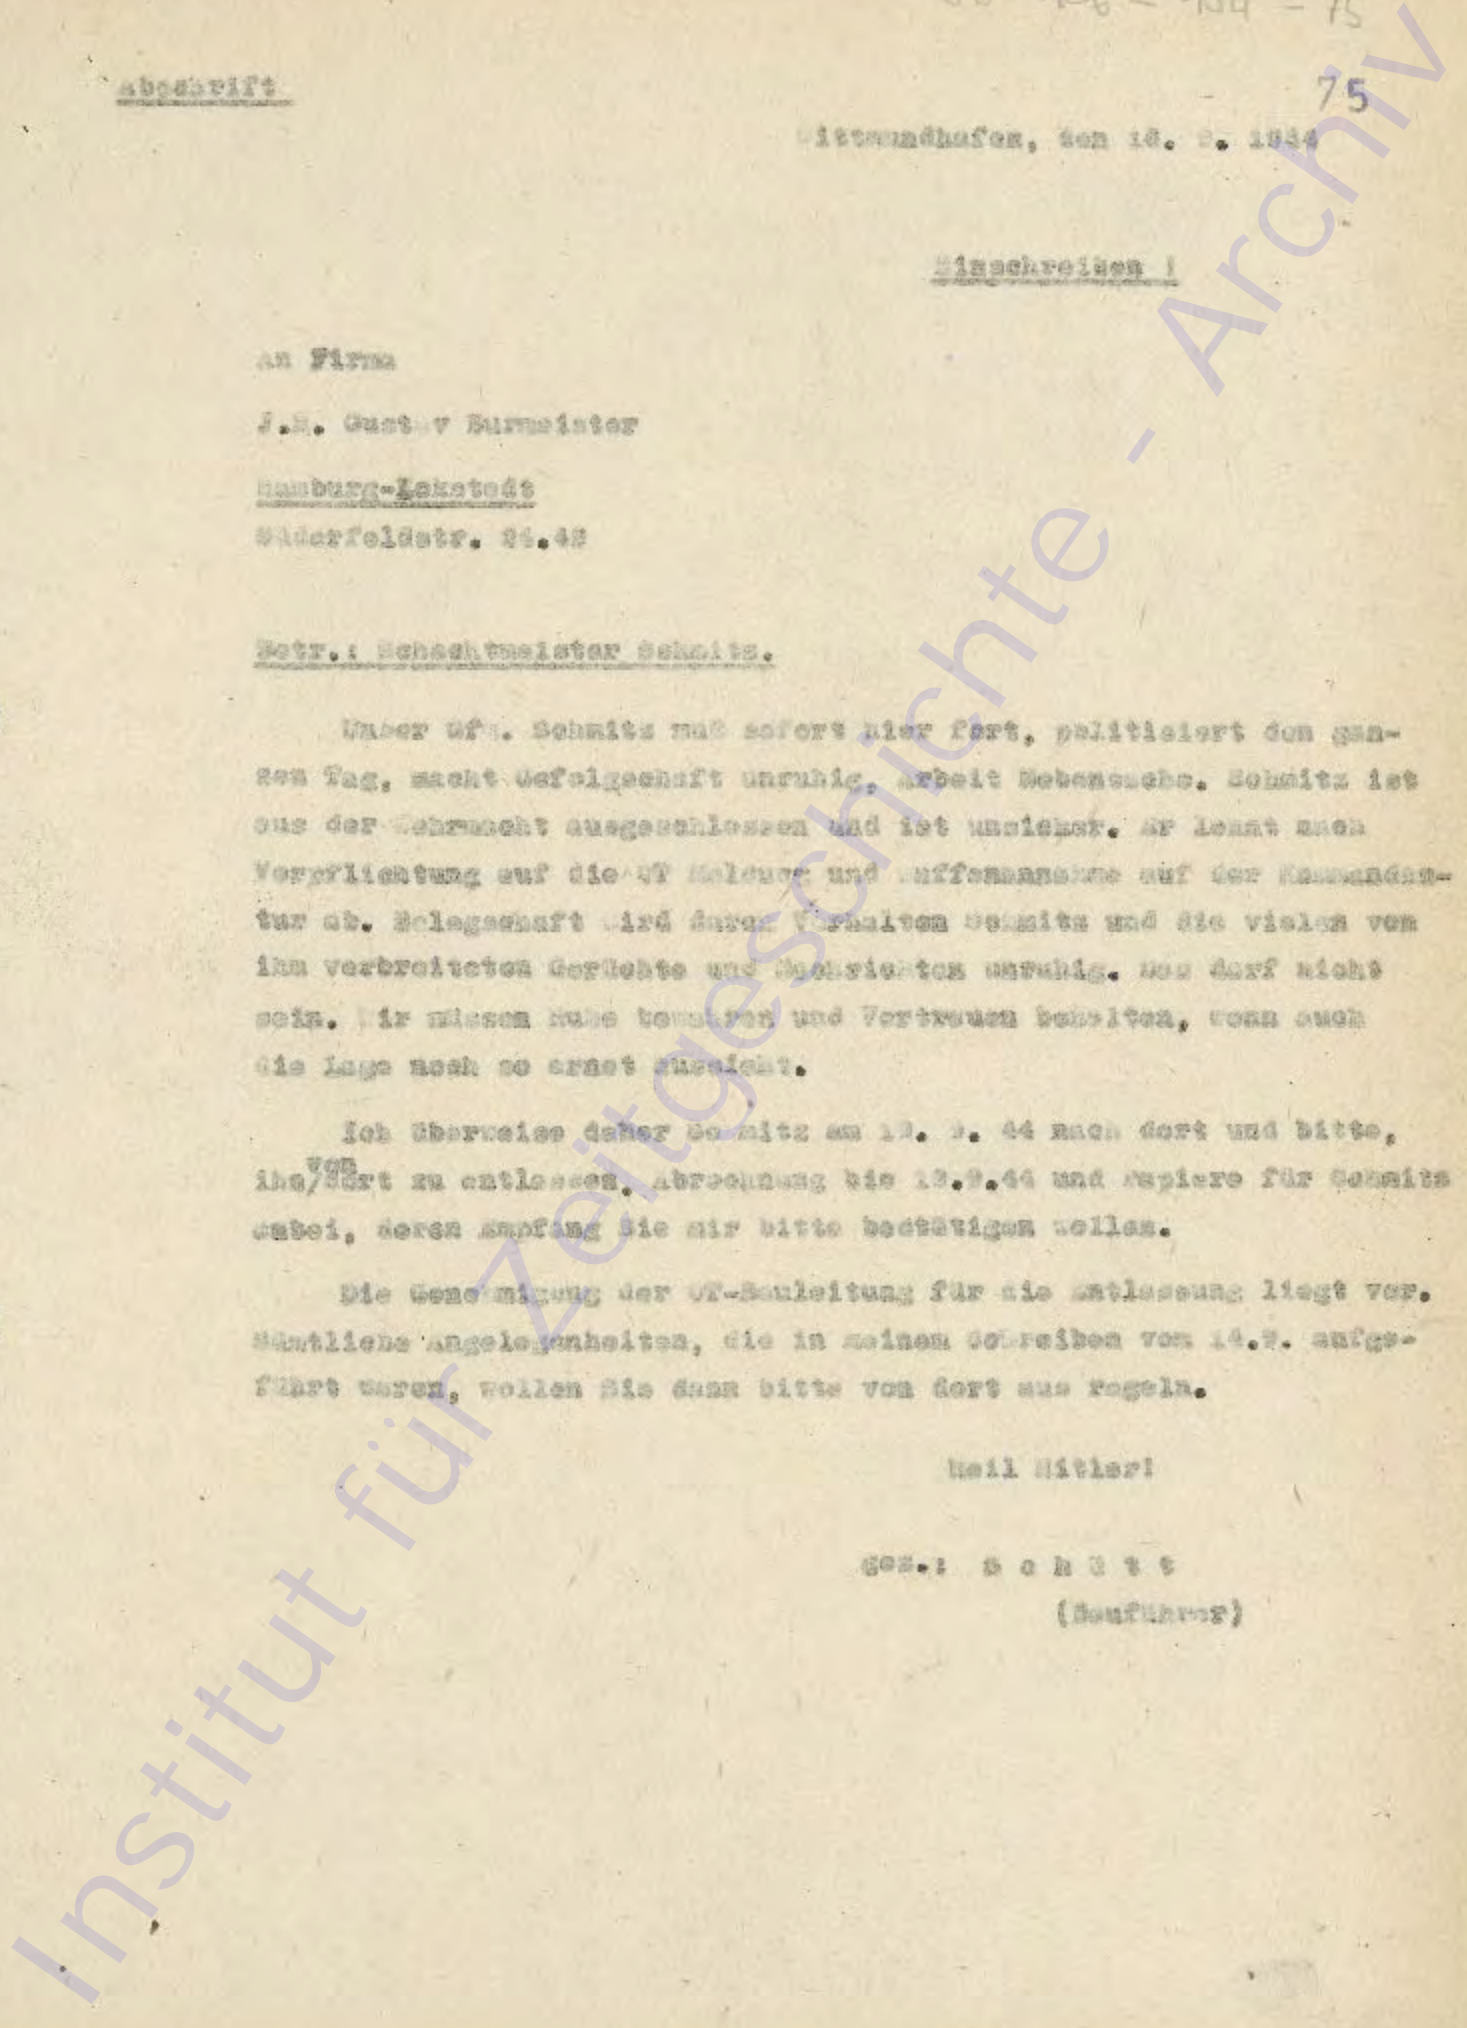 75
Abschrift
75
Wittmundhafen, den 16. 9. 1944
Einschreiben !
An Firma
J.H. Gustav Burmeister
Hamburg-Lokstedt
Süderfeldstr.
Betr.: Schachtmeister Schmitz.
Unser Schmitz muß sofort hier fort, politisiert den gan-
zen Tag, macht Gefolgschaft unruhig, Arbeit Nebensache. Schmitz ist
aus der Wehrmacht ausgeschlossen und ist unsicher. Er lehnt nach
Verpflichtung auf die OT Meldung und Waffenannahme auf der Kommandan-
tur ab. Belegschaft wird durch Verhalten Schmitz und die vielen von
ihm verbreiteten Gerüchte und Nachrichten unruhig. Das darf nicht
sein. Wir müssen Ruhe bewahren und Vertrauen behalten, wenn auch
die Lage noch so ernst aussieht.
Ich überweise daher Schmitz am 9. 44 nach dort und bitte,
ihn/von dort zu entlassen. Abrechnung bis 9.44 und Papiere für Schmitz
anbei, deren Empfang Sie mir bitte bestätigen wollen.
Die Genehmigung der OT-Bauleitung für die Entlassung liegt vor.
Sämtliche Angelegenheiten, die in meinem Schreiben vom 14.9. aufge-
führt waren, wollen Sie dann bitte von dort aus regeln.
Heil Hitler!
gez.: S c h ü t t
(Bauführer)
Institut für Zeitgeschichte - Archiv